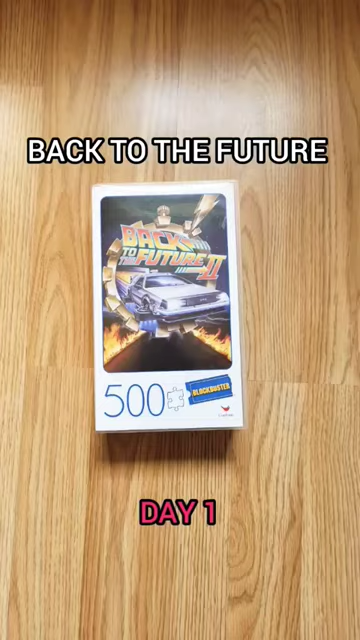 BACK TO THE FUTURE
BACK
TO
THE FUTURE II
500
BLOCKBUSTER
DAY 1